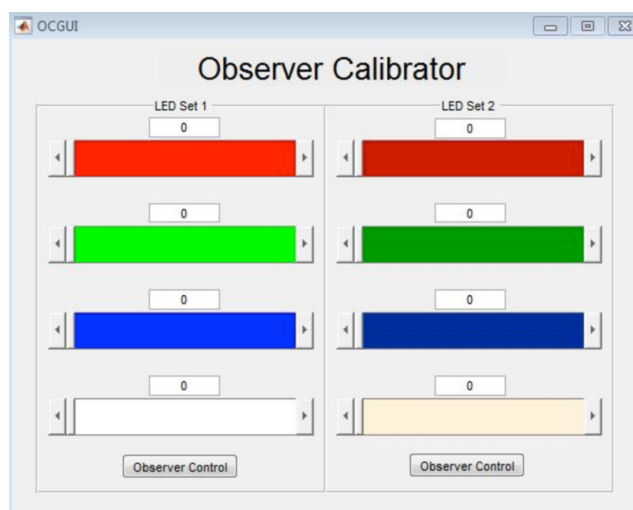 OCGUI
Observer Calibrator
LED Set 1
0
0
0
0
Observer Control
LED Set 2
0
0
0
0
Observer Control